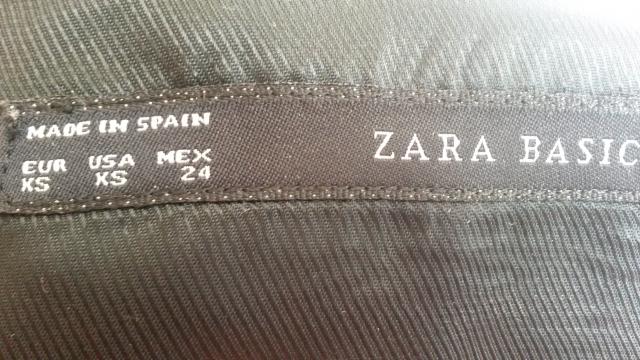 MADE IN SPAIN
EUR USA MEX
XS XS 24
ZARA BASIC